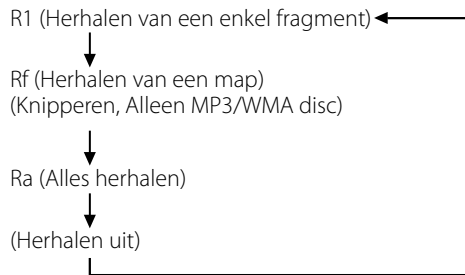 R1 (Herhalen van een enkel fragment)
Rf (Herhalen van een map)
(Knipperen, Alleen MP3/WMA disc)
Ra (Alles herhalen)
(Herhalen uit)